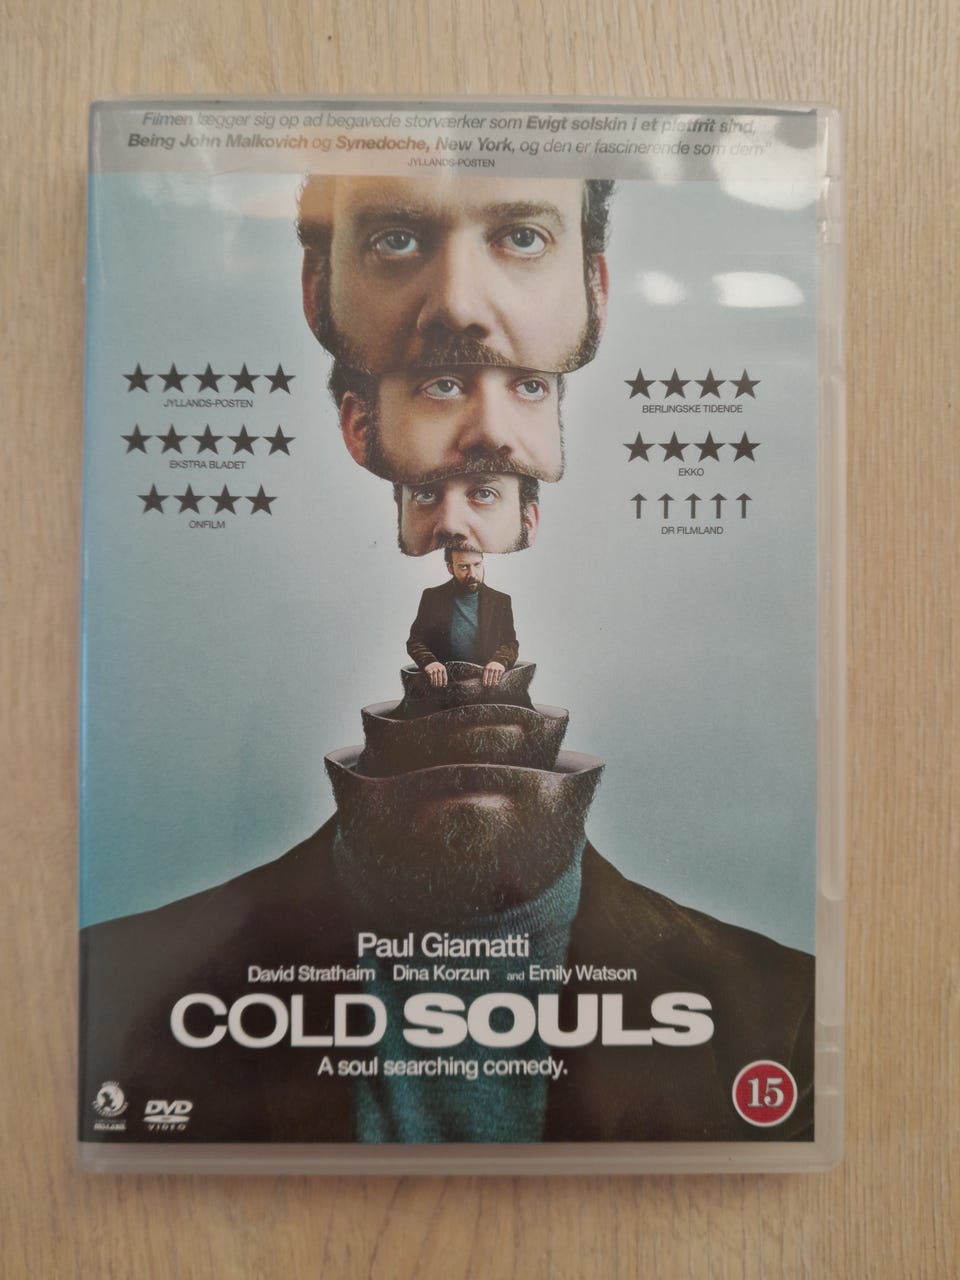 Filmen lægger sig op ad begavede storværker som Evigt solskin i et pletfrit sind,
Being John Malkovich og Synedoche, New York, og den er fascinerende som dem"
JYLLANDS-POSTEN
★★★★★
JYLLANDS-POSTEN
★★★★★
EKSTRA BLADET
★★★★
ONFILM
★★★★
BERLINGSKE TIDENDE
★★★★
EKKO
↑↑↑↑↑
DR FILMLAND
Paul Giamatti
David Strathaim Dina Korzun and Emily Watson
COLD SOULS
A soul searching comedy.
DVD
VIDEO
15